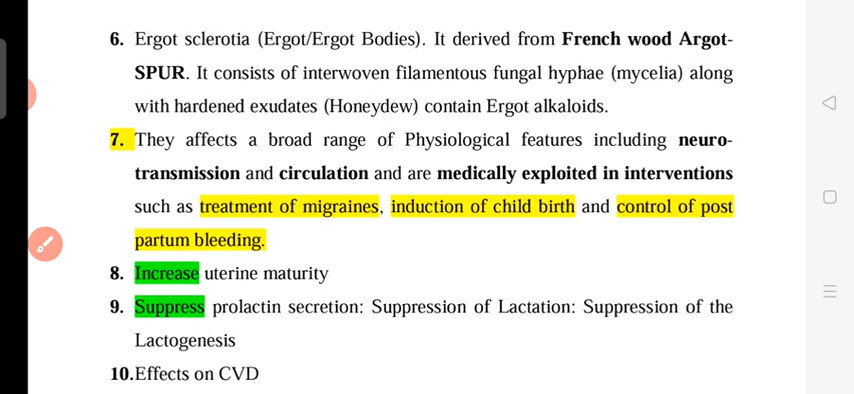 6. Ergot sclerotia (Ergot/Ergot Bodies). It derived from French wood Argot-
SPUR. It consists of interwoven filamentous fungal hyphae (mycelia) along
with hardened exudates (Honeydew) contain Ergot alkaloids.
7. They affects a broad range of Physiological features including neuro-
transmission and circulation and are medically exploited in interventions
such as treatment of migraines, induction of child birth and control of post
partum bleeding.
8. Increase uterine maturity
9. Suppress prolactin secretion: Suppression of Lactation: Suppression of the
Lactogenesis
10.Effects on CVD